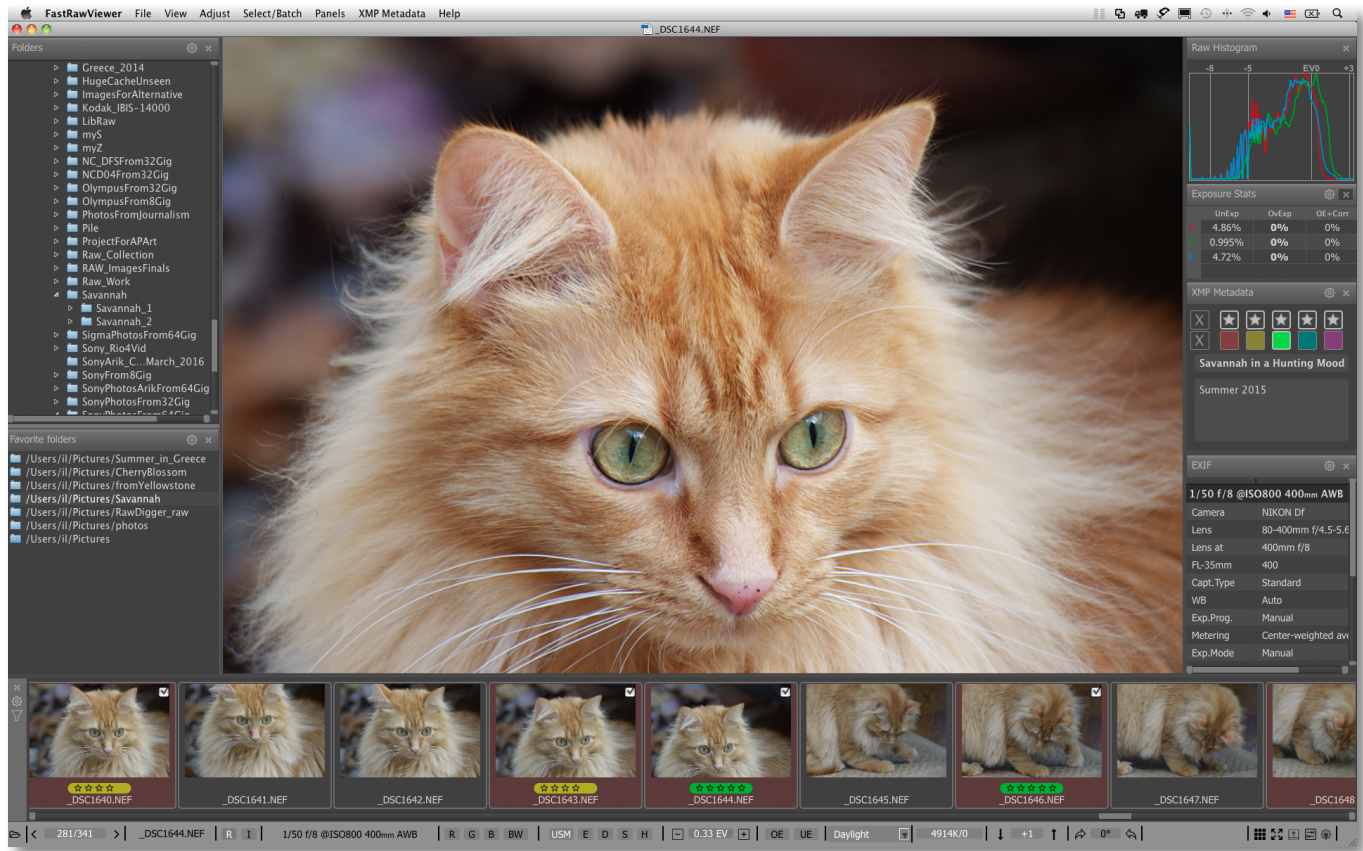 FastRawViewer File View Adjust Select/Batch Panels XMP Metadata Help
_DSC1644.NEF
Folders
Greece_2014
HugeCacheUnseen
ImagesForAlternative
Kodak_IBIS-14000
LibRaw
myS
myZ
NC_DFSFrom32Gig
NCD04From32Gig
OlympusFrom32Gig
OlympusFrom8Gig
PhotosFromJournalism
Pile
ProjectForAPArt
Raw_Collection
RAW_ImagesFinals
Raw_Work
Savannah
Savannah_1
Savannah_2
SigmaPhotosFrom64Gig
Sony_Rio4Vid
SonyArik_C...March_2016
SonyFrom8Gig
SonyPhotosArikFrom64Gig
SonyPhotosFrom32Gig
SonyPhotosFrom64Gig
Favorite folders
/Users/il/Pictures/Summer_in_Greece
/Users/il/Pictures/CherryBlossom
/Users/il/Pictures/fromYellowstone
/Users/il/Pictures/Savannah
/Users/il/Pictures/RawDigger_raw
/Users/il/Pictures/photos
/Users/il/Pictures
Raw Histogram
-8 -5 EV0 +3
Exposure Stats
UnExp OvExp OE+Corr
4.86% 0% 0%
0.995% 0% 0%
4.72% 0% 0%
XMP Metadata
X
X
Savannah in a Hunting Mood
Summer 2015
EXIF
1/50 f/8 @ISO800 400mm AWB
Camera NIKON Df
Lens 80-400mm f/4.5-5.6
Lens at 400mm f/8
FL-35mm 400
Capt.Type Standard
WB Auto
Exp.Prog. Manual
Metering Center-weighted ave
Exp.Mode Manual
_DSC1640.NEF _DSC1641.NEF _DSC1642.NEF _DSC1643.NEF _DSC1644.NEF _DSC1645.NEF _DSC1646.NEF _DSC1647.NEF _DSC1648
281/341 _DSC1644.NEF R I 1/50 f/8 @ISO800 400mm AWB R G B BW USM E D S H 0.33 EV OE UE Daylight 4914K/0 +1 0°